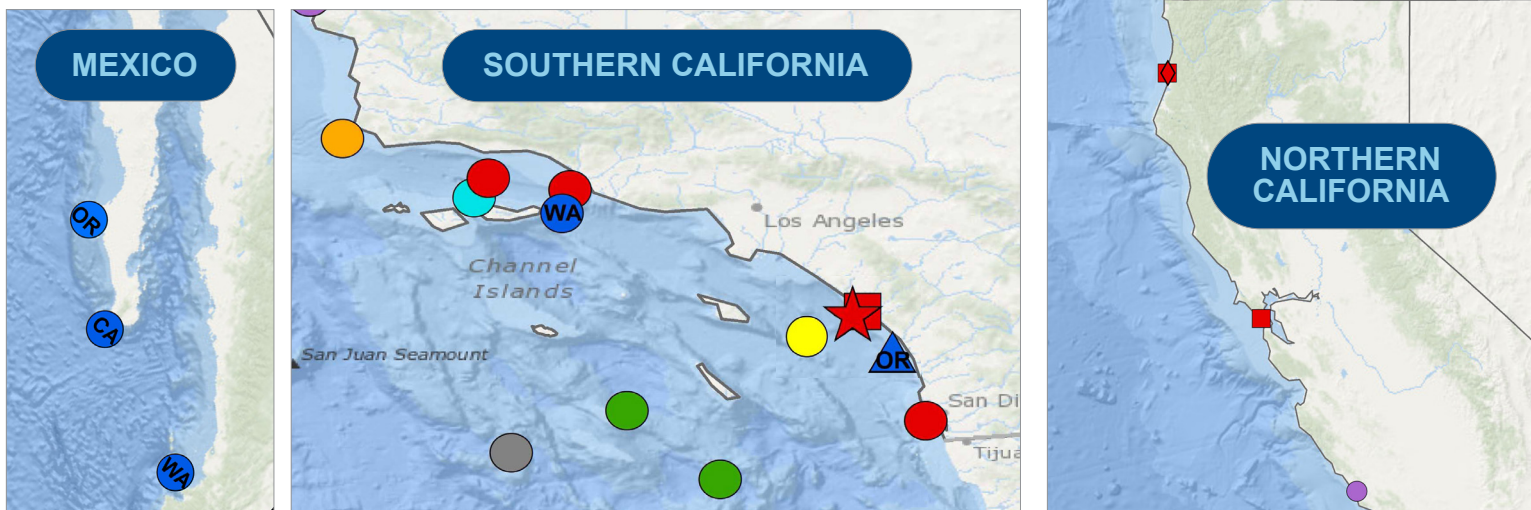 MEXICO
OR
CA
WA
SOUTHERN CALIFORNIA
WA
Los Angeles
Channel
Islands
San Juan Seamount
OR
San Di
Tijua
NORTHERN
CALIFORNIA